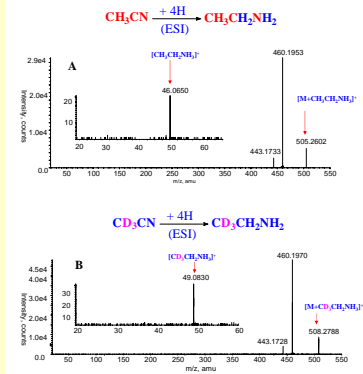 CH₃CN + 4H (ESI) CH₃CH₂NH₂
[CH₃CH₂NH₃]⁺
2.9e4 A 46.0650 460.1953
20 [M+CH₃CH₂NH₃]⁺
2.0e4
10 505.2602
1.0e4
20 30 40 50 60 443.1733
0.0
50 100 150 200 250 300 350 400 450 500 550
m/z, amu
Intensity, counts
CD₃CN + 4H (ESI) CD₃CH₂NH₂
[CD₃CH₂NH₃]⁺
4.5e4 B 49.0830 460.1970
4.0e4
30
3.0e4
20 [M+CD₃CH₂NH₃]⁺
2.0e4
10
1.0e4 508.2788
20 30 40 50 60 443.1728
0.0
50 100 150 200 250 300 350 400 450 500 550
m/z, amu
Intensity, counts